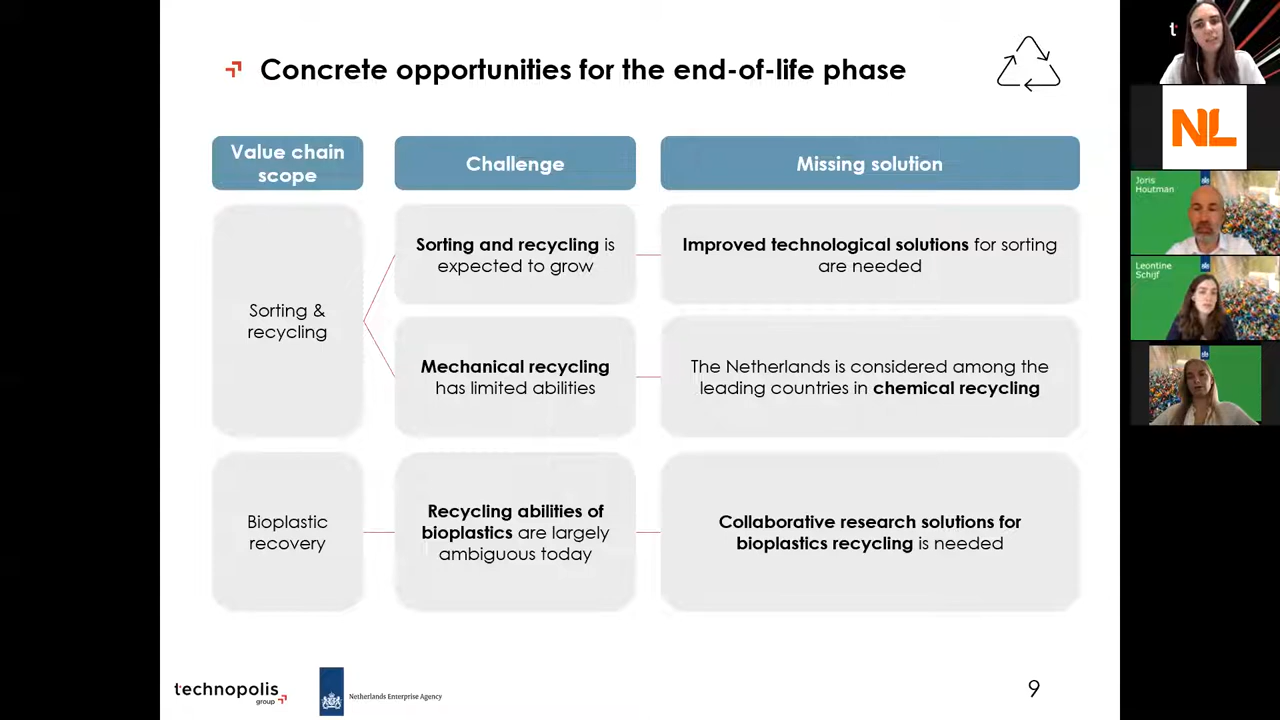 Concrete opportunities for the end-of-life phase
Value chain
scope
Challenge
Missing solution
Sorting &
recycling
Sorting and recycling is
expected to grow
Improved technological solutions for sorting
are needed
Mechanical recycling
has limited abilities
The Netherlands is considered among the
leading countries in chemical recycling
Bioplastic
recovery
Recycling abilities of
bioplastics are largely
ambiguous today
Collaborative research solutions for
bioplastics recycling is needed
technopolis
group
Netherlands Enterprise Agency
9
t
NL
Joris
Houtman
Leontine
Schijf